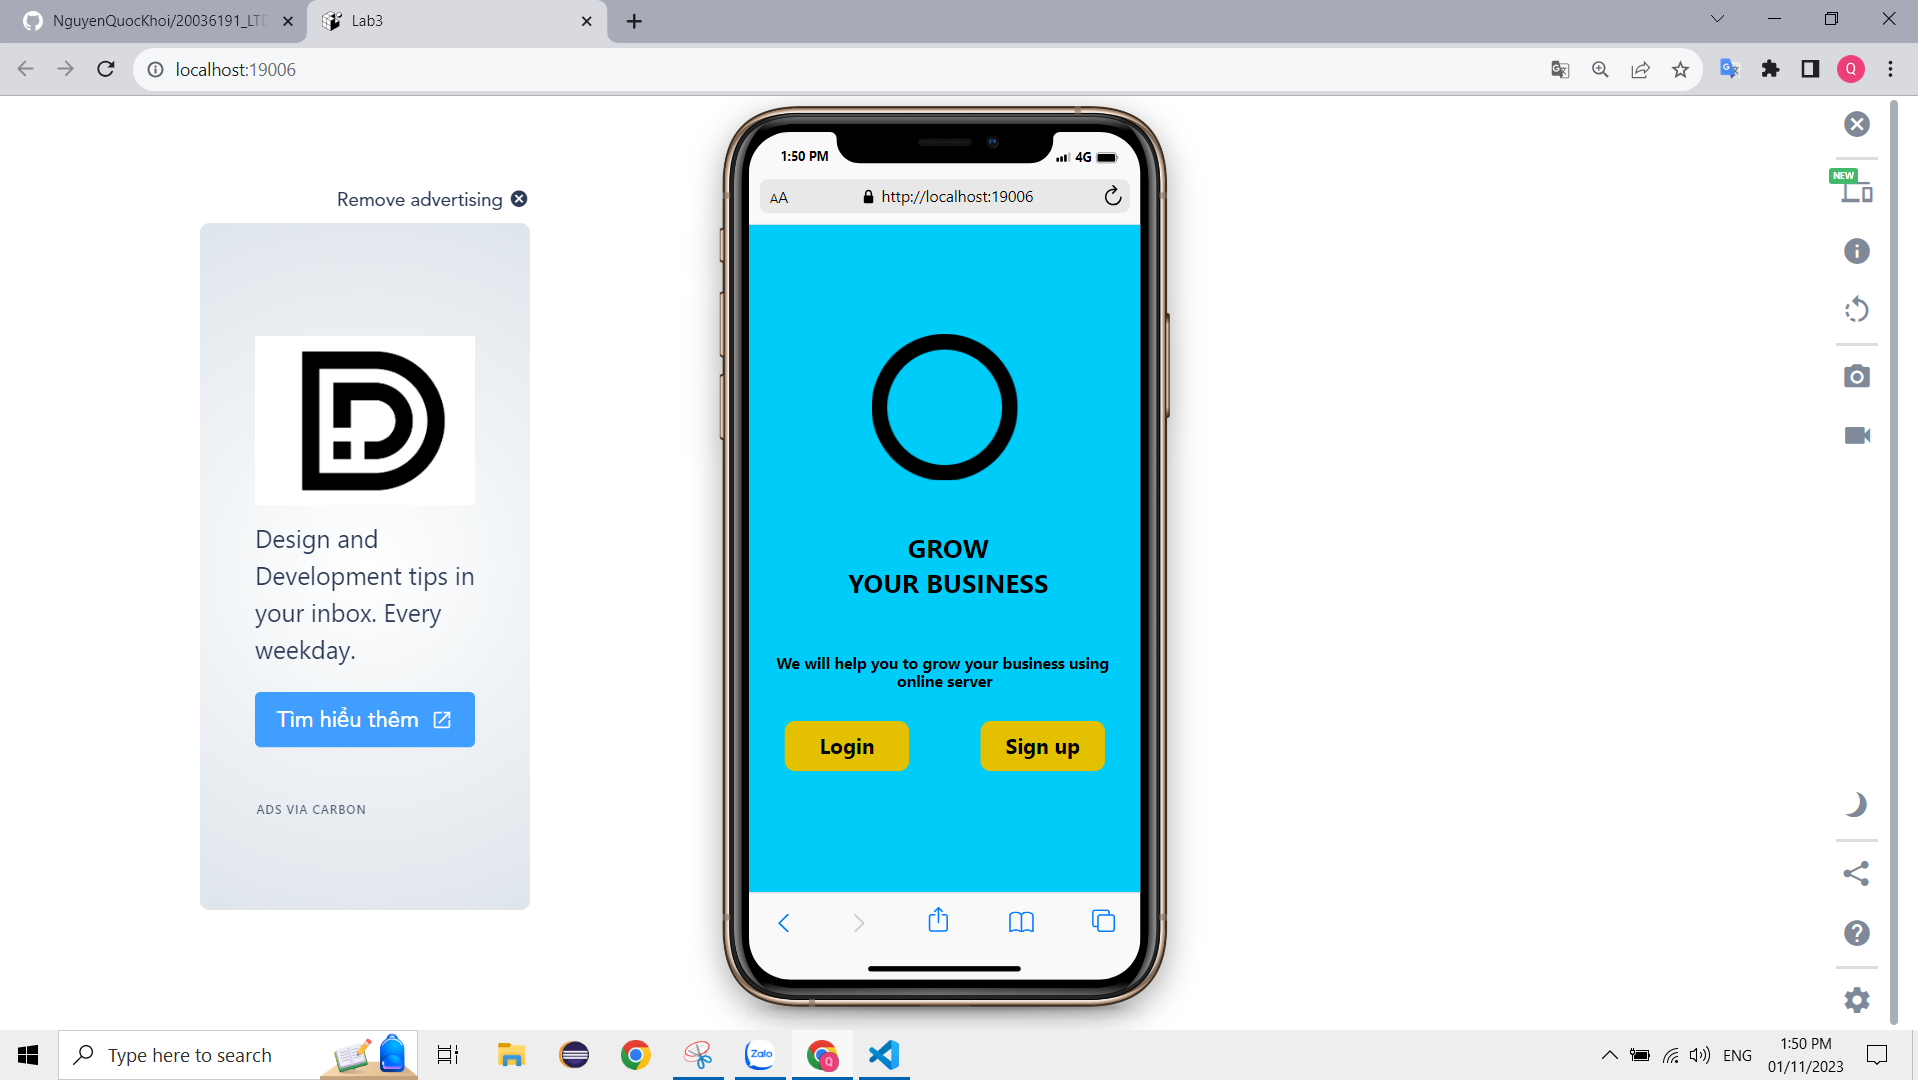 NguyenQuocKhoi/20036191_LTD
Lab3
localhost:19006
Q
Remove advertising
Design and
Development tips in
your inbox. Every
weekday.
Tìm hiểu thêm
ADS VIA CARBON
1:50 PM
4G
AA
http://localhost:19006
GROW
YOUR BUSINESS
We will help you to grow your business using
online server
Login
Sign up
NEW
Type here to search
Zalo
Q
ENG
1:50 PM
01/11/2023